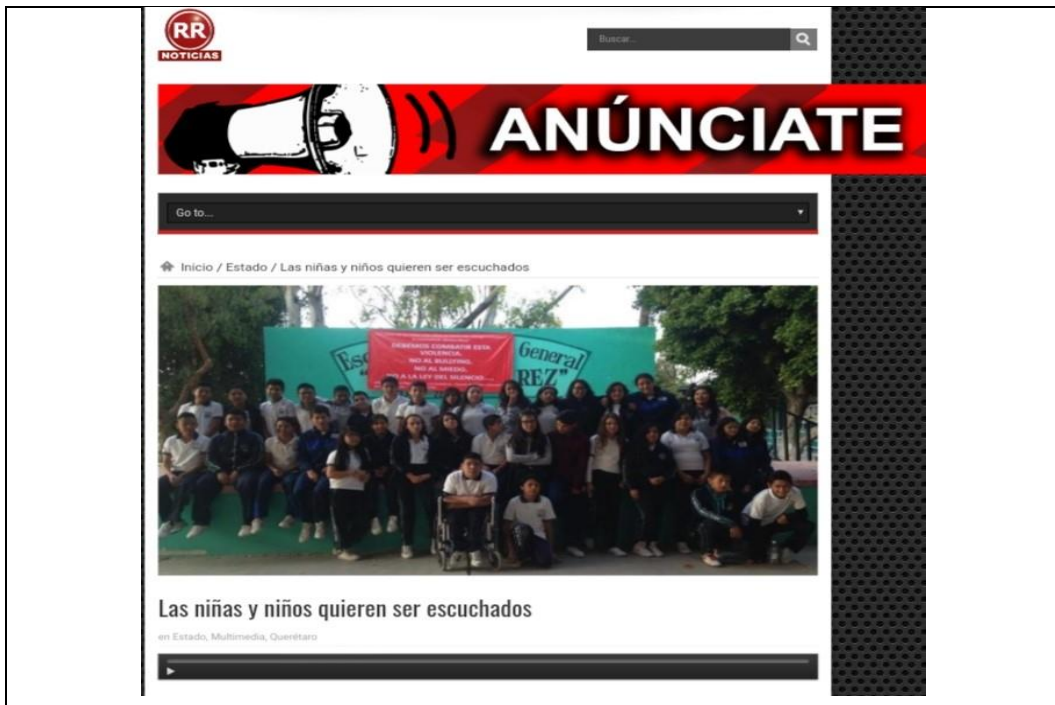 RR
NOTICIAS
Buscar...
ANÚNCIATE
Go to...
Inicio / Estado / Las niñas y niños quieren ser escuchados
DEBEMOS COMBATIR ESTA
VIOLENCIA.
NO AL BULLYING,
NO AL MIEDO,
A LA LEY DEL SILENCIO
General
REZ"
Las niñas y niños quieren ser escuchados
en Estado, Multimedia, Querétaro